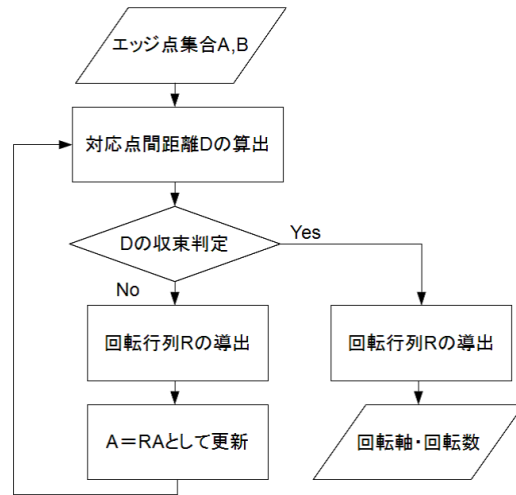 エッジ点集合A,B
対応点間距離Dの算出
Dの収束判定
Yes
No
回転行列Rの導出
回転行列Rの導出
A=RAとして更新
回転軸・回転数